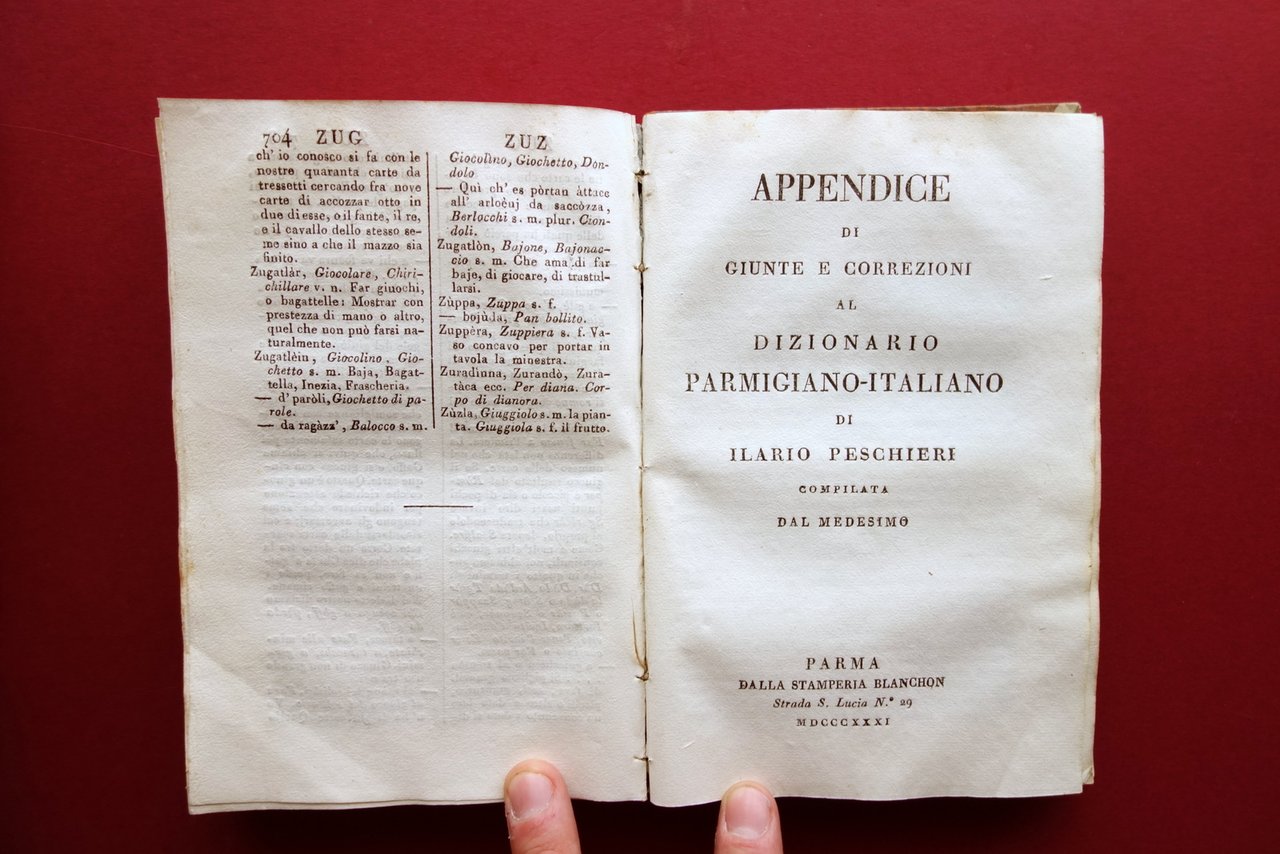 704 ZUG
ch' io conosco si fa con le
nostre quaranta carte da
tressetti cercando fra nove
carte di accozzar otto in
due di esse, o il fante, il re,
e il cavallo dello stesso se-
me sino a che il mazzo sia
finito.
Zugatlàr, Giocolare, Chiri-
chillare v. n. Far giuochi,
o bagattelle: Mostrar con
prestezza di mano o altro,
quel che non può farsi na-
turalmente.
Zugatlèin, Giocolino, Gio-
chetto s. m. Baja, Bagat-
tella, Inezia, Frascheria.
— d' paròli, Giochetto di pa-
role.
— da ragàzz', Balocco s. m.
ZUZ
Giocolino, Giochetto, Don-
dolo
— Quì ch' es pòrtan àttacc
all' arloèuj da saccòzza,
Berlocchi s. m. plur. Cion-
doli.
Zugatlòn, Bajone, Bajonac-
cio s. m. Che ama di far
baje, di giocare, di trastul-
larsi.
Zùppa, Zuppa s. f.
— bojùda, Pan bollito.
Zuppèra, Zuppiera s. f. Va-
so concavo per portar in
tavola la minestra.
Zuradìnna, Zurandò, Zura-
tàca ecc. Per diana. Cor-
po di dianora.
Zùzla, Giuggiolo s. m. la pian-
ta. Giuggiola s. f. il frutto.
APPENDICE
DI
GIUNTE E CORREZIONI
AL
DIZIONARIO
PARMIGIANO-ITALIANO
DI
ILARIO PESCHIERI
COMPILATA
DAL MEDESIMO
PARMA
DALLA STAMPERIA BLANCHON
Strada S. Lucia N.° 29
MDCCCXXXI